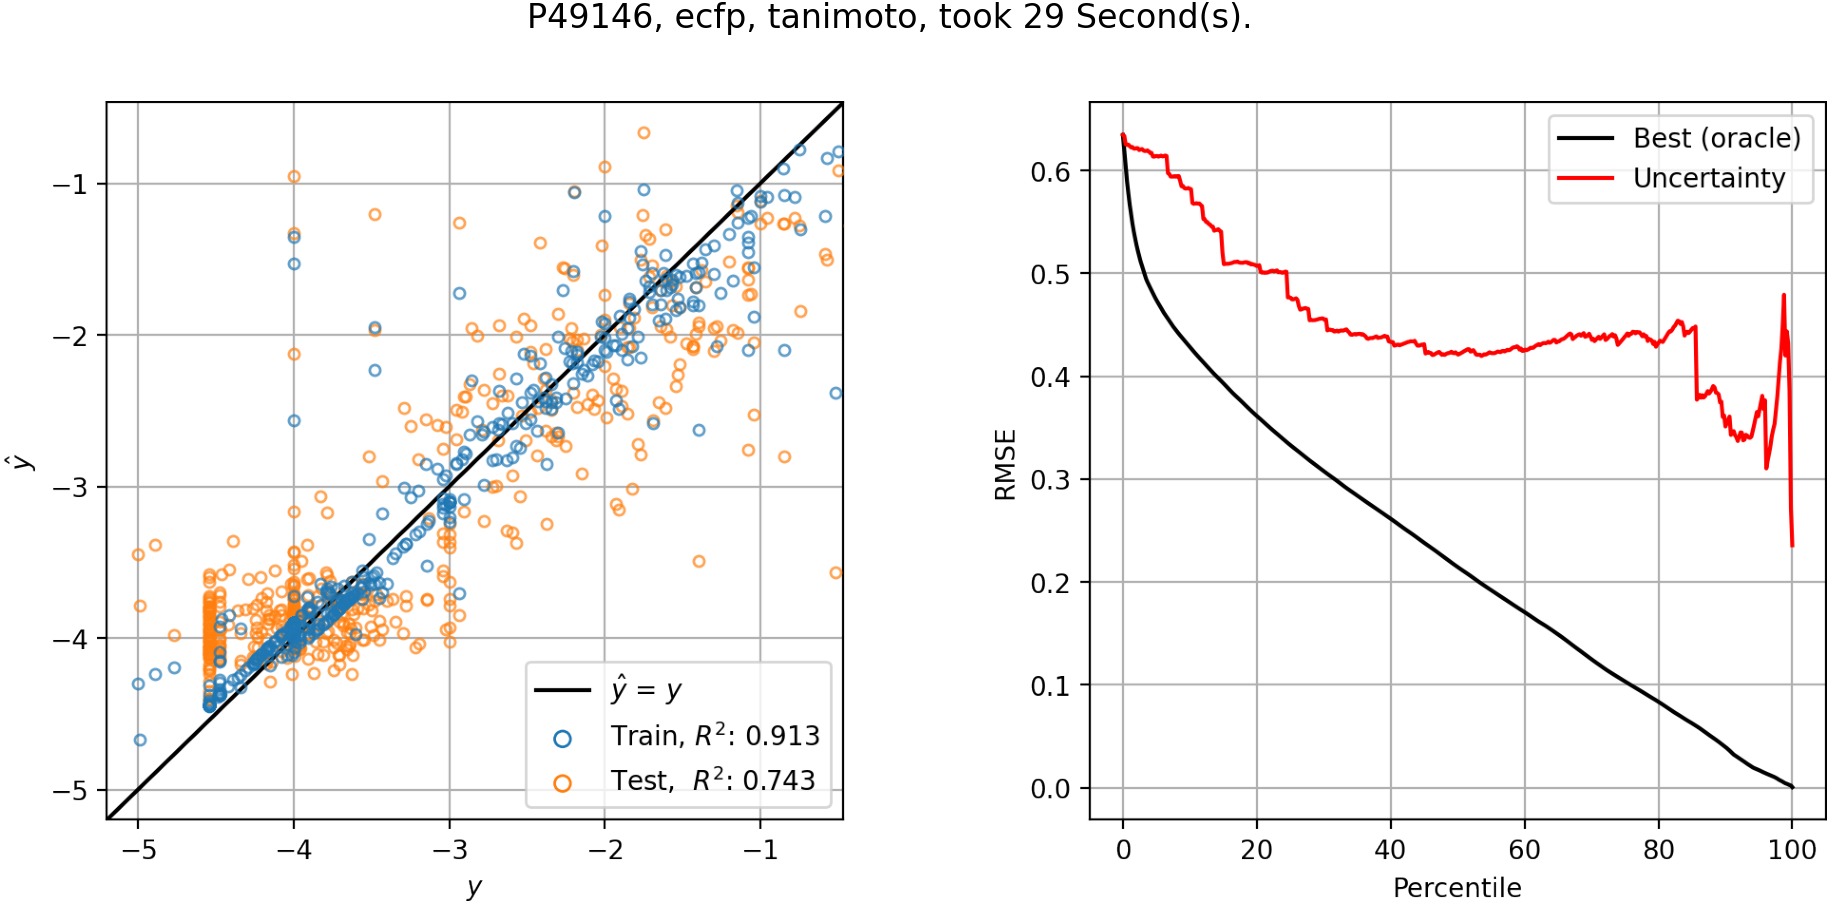 P49146, ecfp, tanimoto, took 29 Second(s).
−1
−2
−3
−4
−5
ŷ
−5 −4 −3 −2 −1
y
ŷ = y
Train, R²: 0.913
Test, R²: 0.743
0.6
0.5
0.4
0.3
0.2
0.1
0.0
RMSE
0 20 40 60 80 100
Percentile
Best (oracle)
Uncertainty